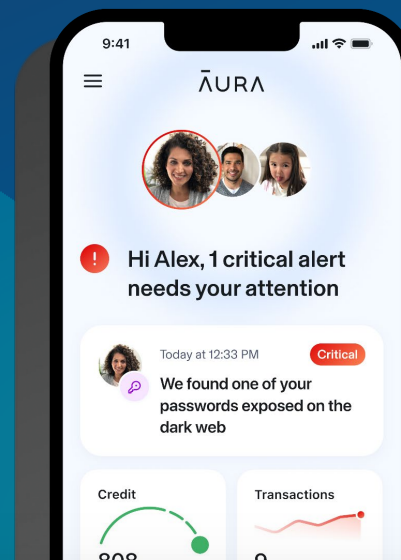 9:41
ĀURA
Hi Alex, 1 critical alert
needs your attention
Today at 12:33 PM
Critical
We found one of your
passwords exposed on the
dark web
Credit
Transactions